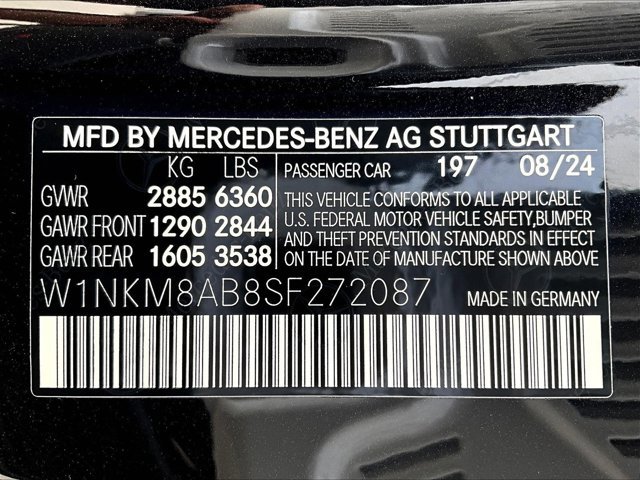 MFD BY MERCEDES-BENZ AG STUTTGART
KG LBS PASSENGER CAR 197 08/24
GVWR 2885 6360
GAWR FRONT 1290 2844
GAWR REAR 1605 3538
THIS VEHICLE CONFORMS TO ALL APPLICABLE
U.S. FEDERAL MOTOR VEHICLE SAFETY,BUMPER
AND THEFT PREVENTION STANDARDS IN EFFECT
ON THE DATE OF MANUFACTURE SHOWN ABOVE
W1NKM8AB8SF272087 MADE IN GERMANY